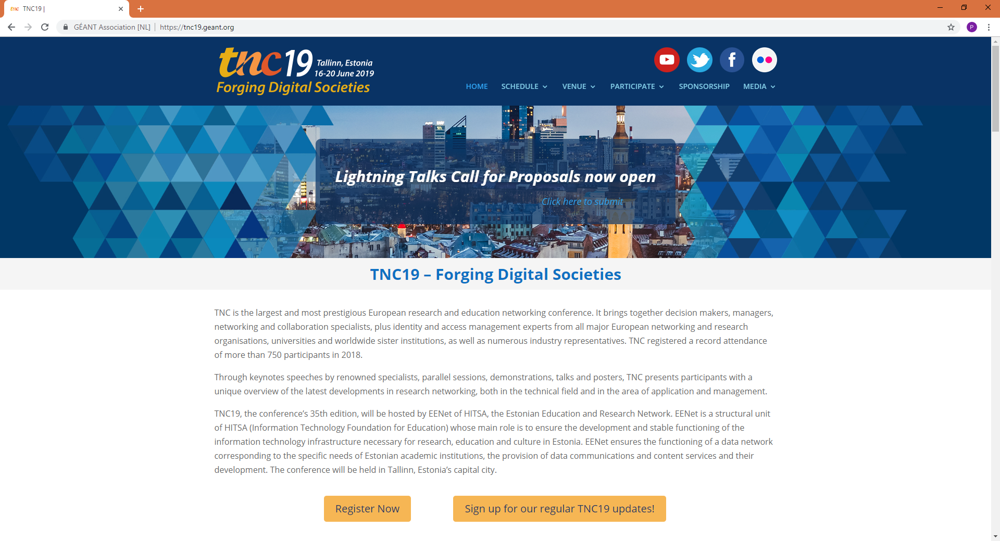 tnc TNC19 |
GÉANT Association [NL] | https://tnc19.geant.org
P
tnc19 Tallinn, Estonia
16-20 June 2019
Forging Digital Societies
HOME SCHEDULE VENUE PARTICIPATE SPONSORSHIP MEDIA
Lightning Talks Call for Proposals now open
Click here to submit
TNC19 – Forging Digital Societies
TNC is the largest and most prestigious European research and education networking conference. It brings together decision makers, managers,
networking and collaboration specialists, plus identity and access management experts from all major European networking and research
organisations, universities and worldwide sister institutions, as well as numerous industry representatives. TNC registered a record attendance
of more than 750 participants in 2018.
Through keynotes speeches by renowned specialists, parallel sessions, demonstrations, talks and posters, TNC presents participants with a
unique overview of the latest developments in research networking, both in the technical field and in the area of application and management.
TNC19, the conference’s 35th edition, will be hosted by EENet of HITSA, the Estonian Education and Research Network. EENet is a structural unit
of HITSA (Information Technology Foundation for Education) whose main role is to ensure the development and stable functioning of the
information technology infrastructure necessary for research, education and culture in Estonia. EENet ensures the functioning of a data network
corresponding to the specific needs of Estonian academic institutions, the provision of data communications and content services and their
development. The conference will be held in Tallinn, Estonia’s capital city.
Register Now
Sign up for our regular TNC19 updates!